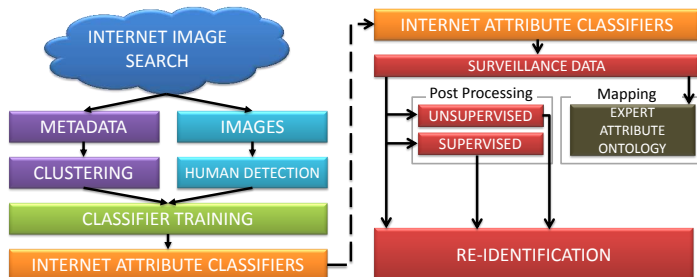 INTERNET IMAGE
SEARCH
METADATA
IMAGES
CLUSTERING
HUMAN DETECTION
CLASSIFIER TRAINING
INTERNET ATTRIBUTE CLASSIFIERS
INTERNET ATTRIBUTE CLASSIFIERS
SURVEILLANCE DATA
Post Processing
UNSUPERVISED
SUPERVISED
Mapping
EXPERT
ATTRIBUTE
ONTOLOGY
RE-IDENTIFICATION